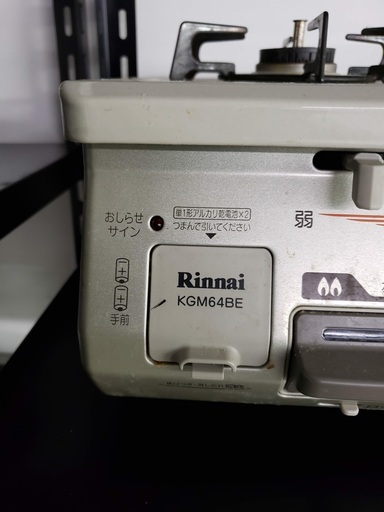 単1形アルカリ乾電池×2
つまんで引いてください
おしらせ
サイン
弱
Rinnai
KGM64BE
手前